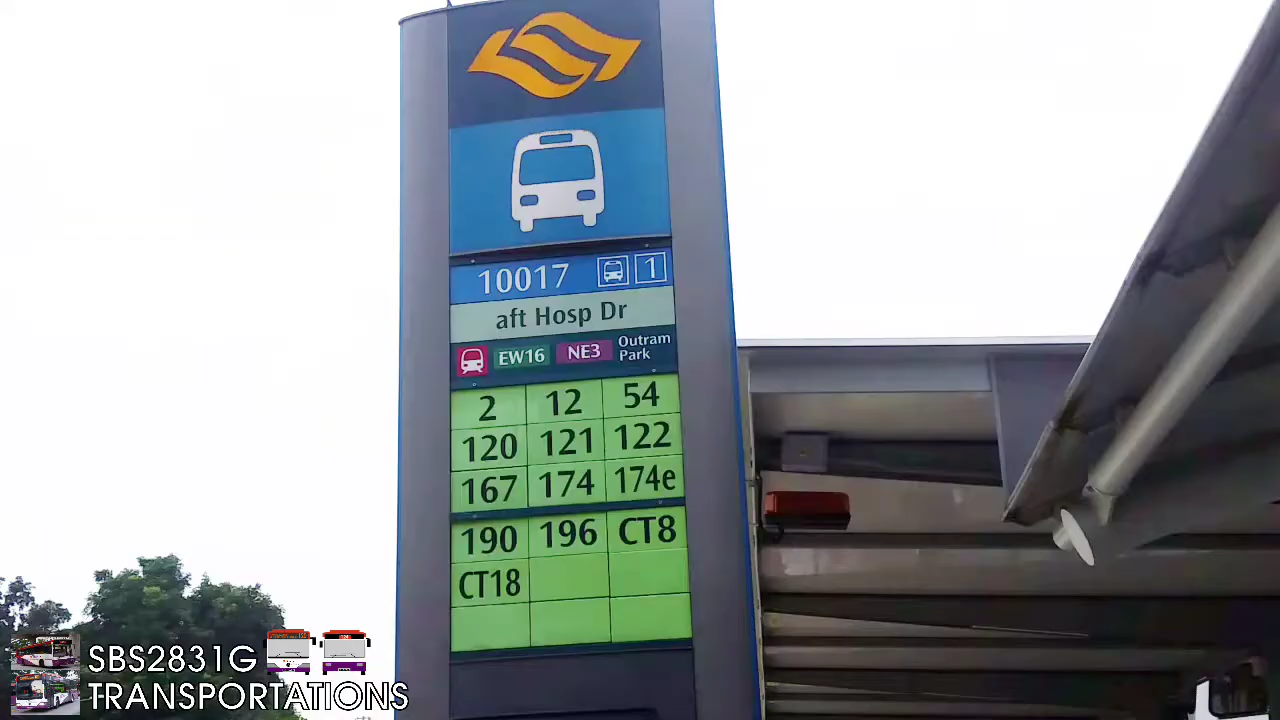 10017 1
aft Hosp Dr
EW16 NE3 Outram Park
2 12 54
120 121 122
167 174 174e
190 196 CT8
CT18
SBS2831G
TRANSPORTATIONS